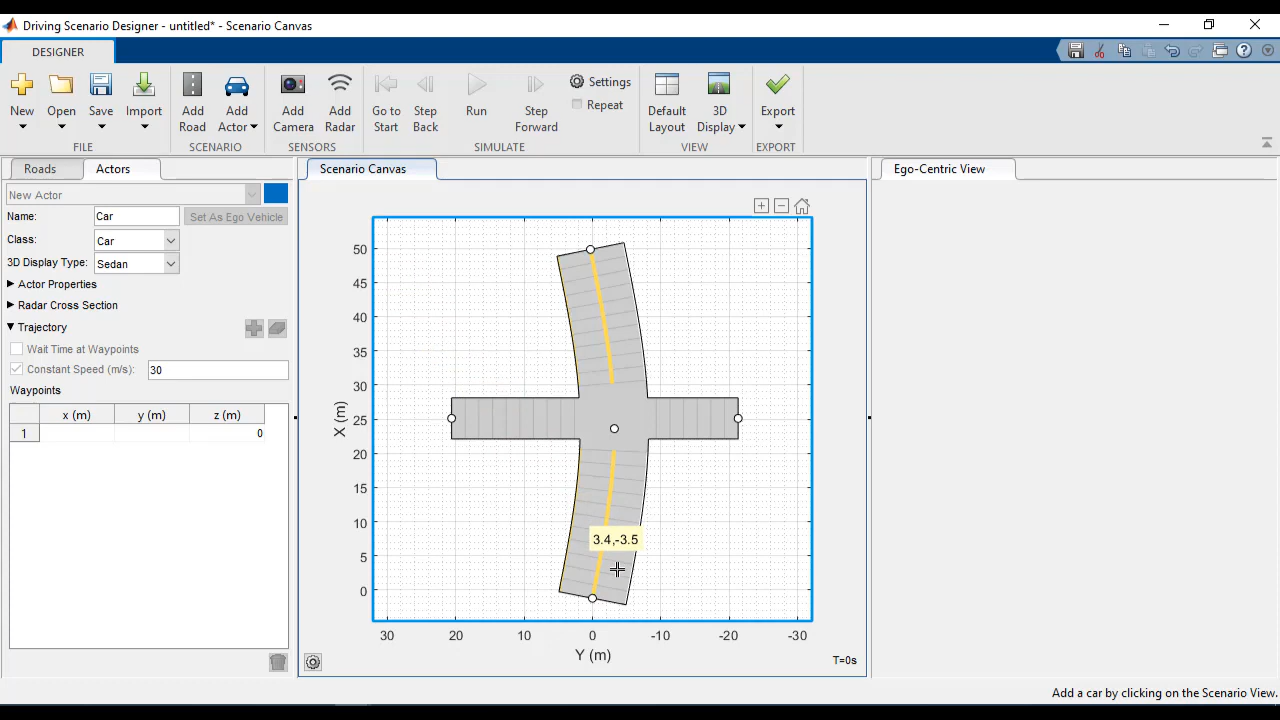 Driving Scenario Designer - untitled* - Scenario Canvas
DESIGNER
New
Open
Save
Import
Add Road
Add Actor
Add Camera
Add Radar
Go to Start
Step Back
Run
Step Forward
Settings
Repeat
Default Layout
3D Display
Export
FILE
SCENARIO
SENSORS
SIMULATE
VIEW
EXPORT
Roads
Actors
Scenario Canvas
Ego-Centric View
New Actor
Name:
Car
Set As Ego Vehicle
Class:
Car
3D Display Type:
Sedan
Actor Properties
Radar Cross Section
Trajectory
Wait Time at Waypoints
Constant Speed (m/s):
30
Waypoints
x (m)
y (m)
z (m)
1
0
50
45
40
35
30
25
20
15
10
5
0
X (m)
3.4,-3.5
30
20
10
0
-10
-20
-30
Y (m)
T=0s
Add a car by clicking on the Scenario View.